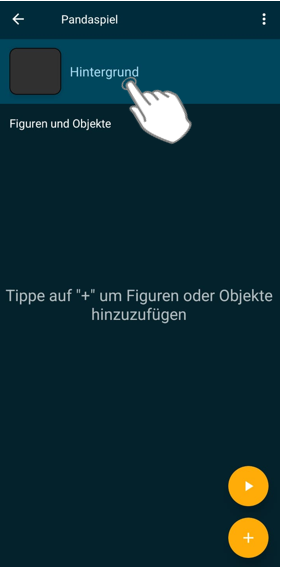 Pandaspiel
Hintergrund
Figuren und Objekte
Tippe auf "+" um Figuren oder Objekte
hinzuzufügen